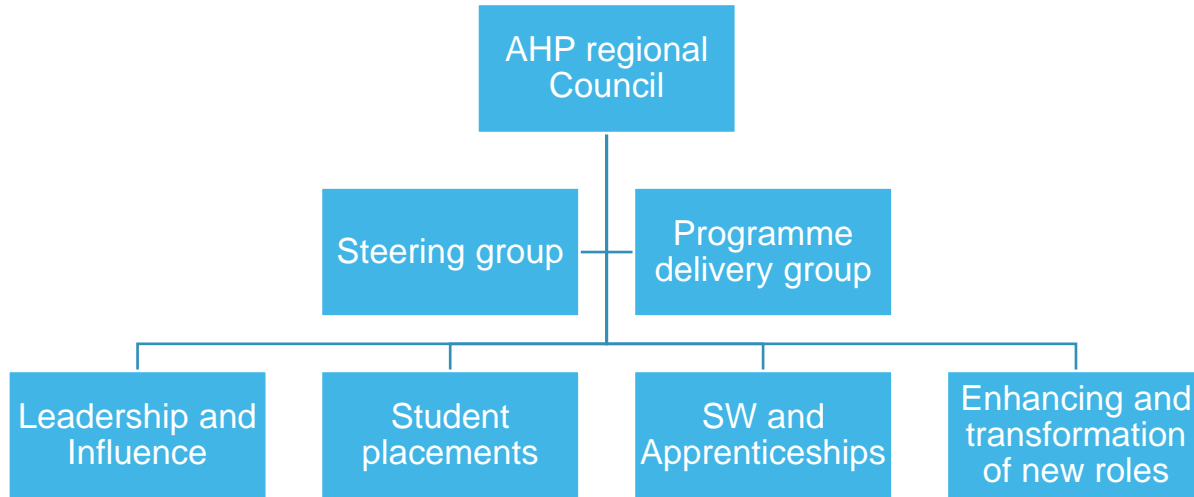 AHP regional
Council
Steering group
Programme
delivery group
Leadership and
Influence
Student
placements
SW and
Apprenticeships
Enhancing and
transformation
of new roles